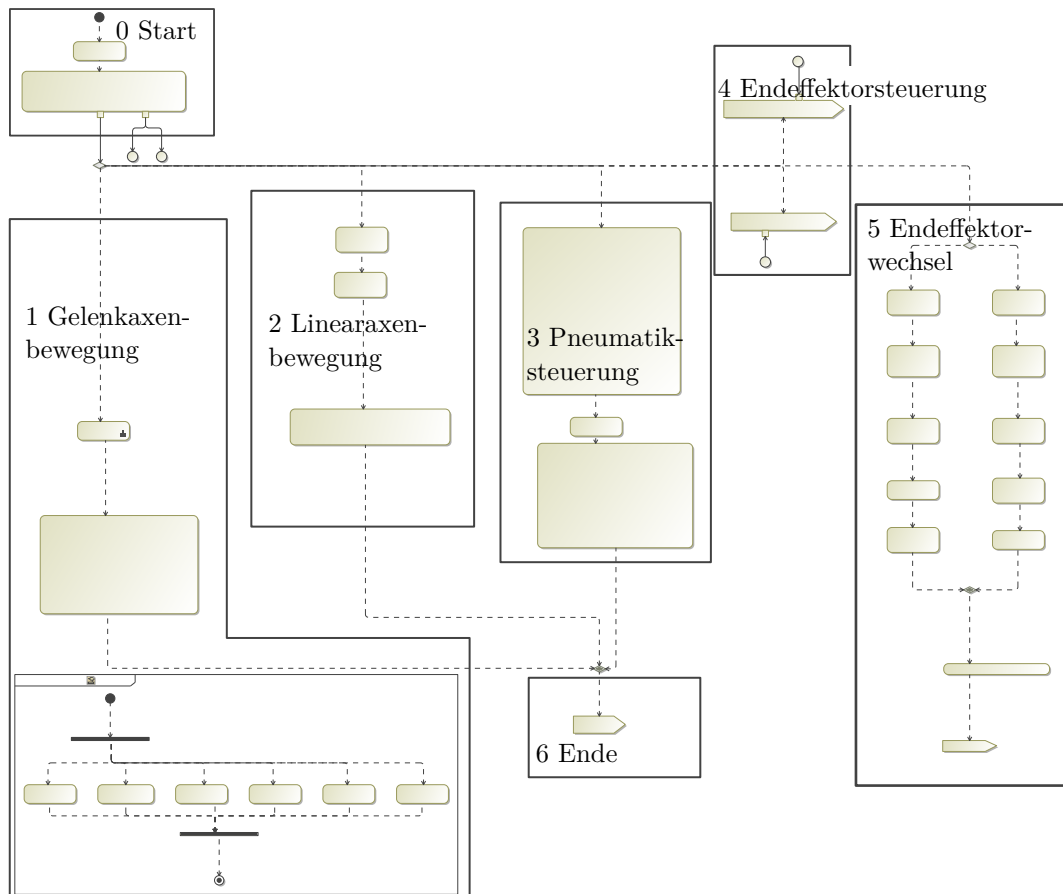 0 Start
4 Endeffektorsteuerung
5 Endeffektor-
wechsel
1 Gelenkaxen-
bewegung
2 Linearaxen-
bewegung
3 Pneumatik-
steuerung
6 Ende